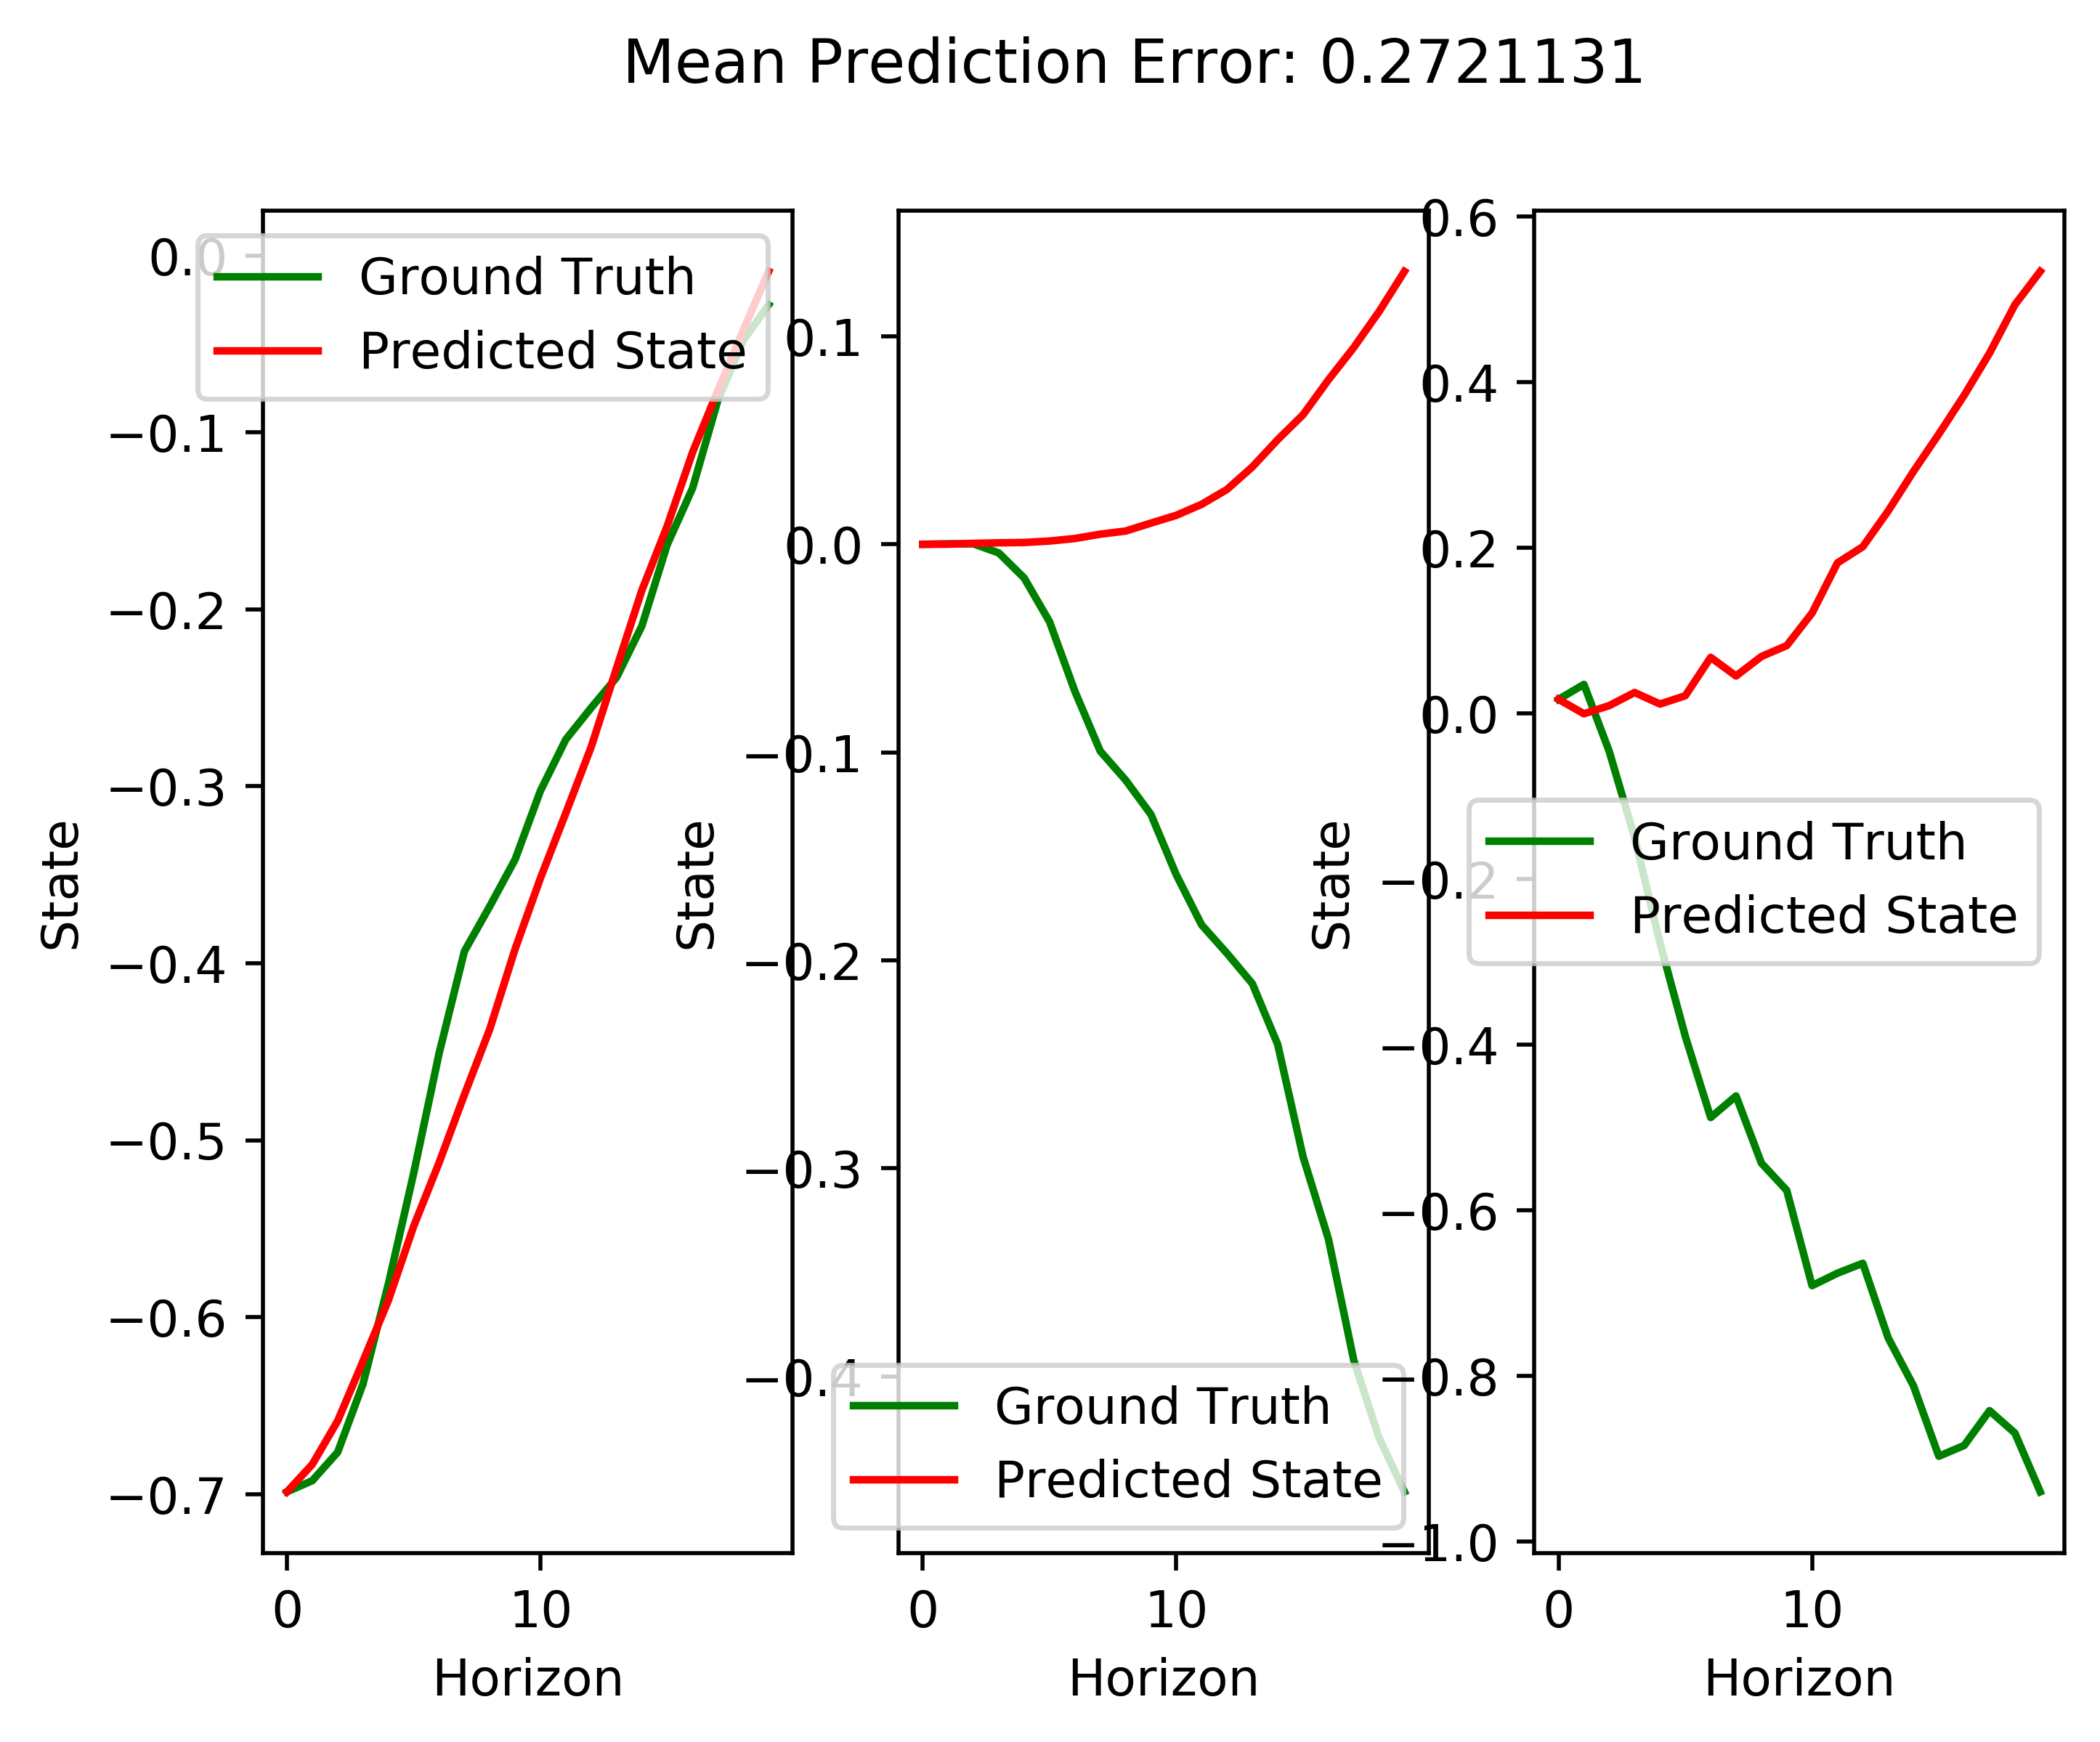 Mean Prediction Error: 0.2721131
0.0
−0.1
−0.2
−0.3
−0.4
−0.5
−0.6
−0.7
State
Ground Truth
Predicted State
0 10
Horizon
0.1
0.0
−0.1
−0.2
−0.3
−0.4
State
Ground Truth
Predicted State
0 10
Horizon
0.6
0.4
0.2
0.0
−0.2
−0.4
−0.6
−0.8
−1.0
State
Ground Truth
Predicted State
0 10
Horizon